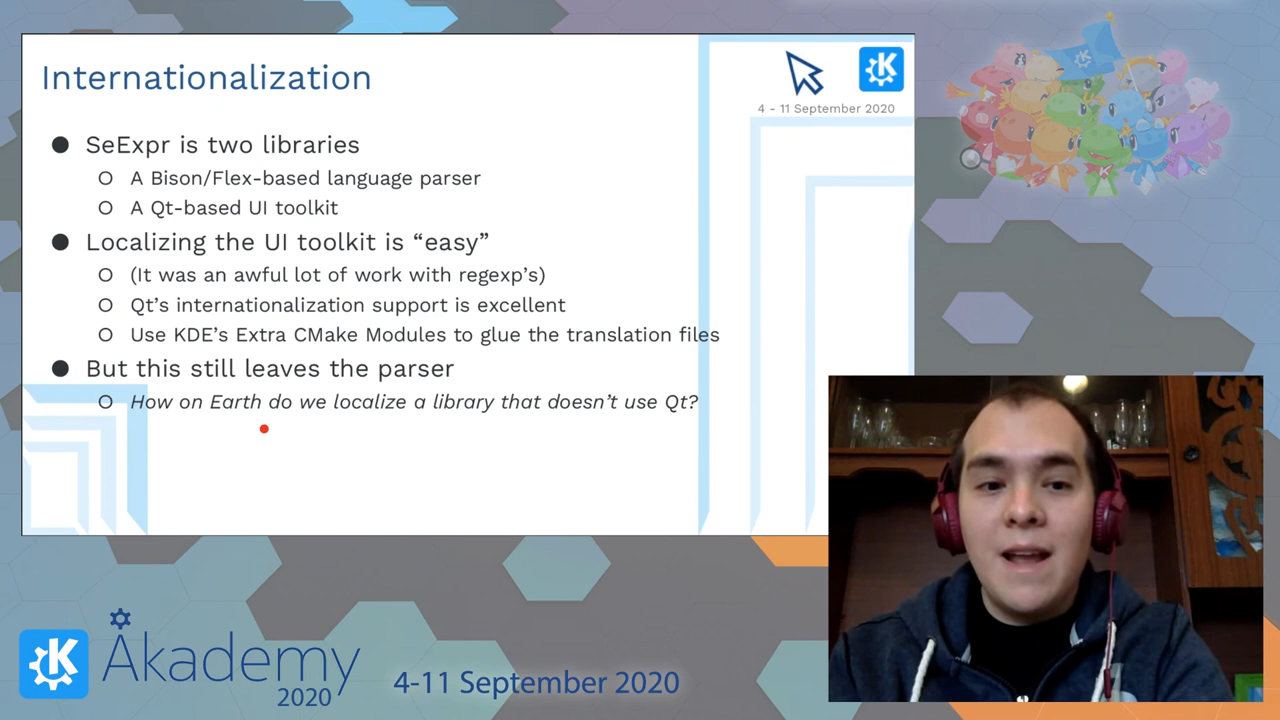 Internationalization
4 - 11 September 2020
● SeExpr is two libraries
○ A Bison/Flex-based language parser
○ A Qt-based UI toolkit
● Localizing the UI toolkit is “easy”
○ (It was an awful lot of work with regexp’s)
○ Qt’s internationalization support is excellent
○ Use KDE’s Extra CMake Modules to glue the translation files
● But this still leaves the parser
○ How on Earth do we localize a library that doesn’t use Qt?
Akademy
2020
4-11 September 2020